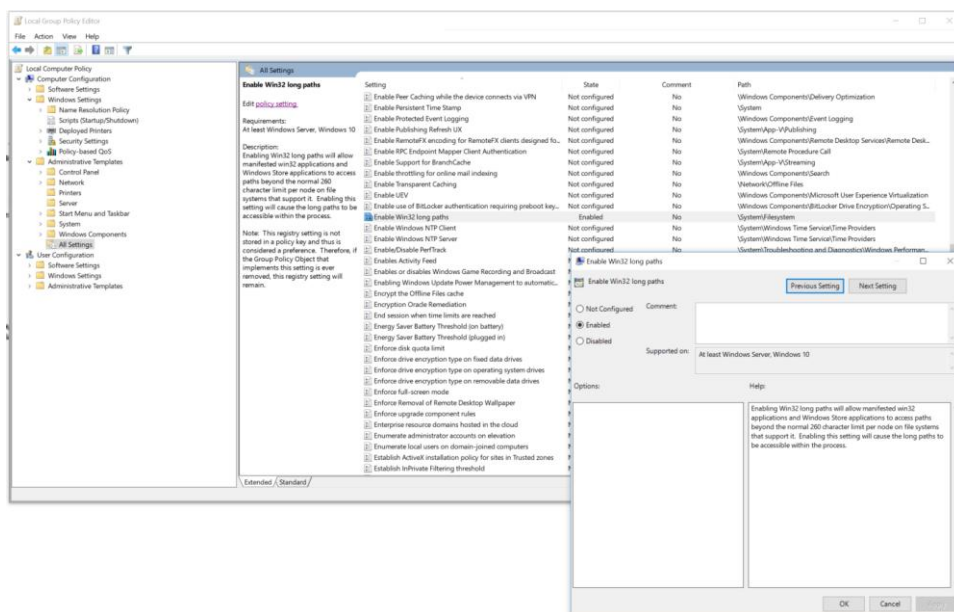 Local Group Policy Editor
File Action View Help
Local Computer Policy
Computer Configuration
Software Settings
Windows Settings
Name Resolution Policy
Scripts (Startup/Shutdown)
Deployed Printers
Security Settings
Policy-based QoS
Administrative Templates
Control Panel
Network
Printers
Server
Start Menu and Taskbar
System
Windows Components
All Settings
User Configuration
Software Settings
Windows Settings
Administrative Templates
All Settings
Enable Win32 long paths
Edit policy setting.
Requirements:
At least Windows Server, Windows 10
Description:
Enabling Win32 long paths will allow
manifested win32 applications and
Windows Store applications to access
paths beyond the normal 260
character limit per node on file
systems that support it. Enabling this
setting will cause the long paths to be
accessible within the process.
Note: This registry setting is not
stored in a policy key and thus is
considered a preference. Therefore, if
the Group Policy Object that
implements this setting is ever
removed, this registry setting will
remain.
Setting State Comment Path
Enable Peer Caching while the device connects via VPN Not configured No \Windows Components\Delivery Optimization
Enable Persistent Time Stamp Not configured No \System
Enable Protected Event Logging Not configured No \Windows Components\Event Logging
Enable Publishing Refresh UX Not configured No \System\App-V\Publishing
Enable RemoteFX encoding for RemoteFX clients designed fo... Not configured No \Windows Components\Remote Desktop Services\Remote Desk...
Enable RPC Endpoint Mapper Client Authentication Not configured No \System\Remote Procedure Call
Enable Support for BranchCache Not configured No \System\App-V\Streaming
Enable throttling for online mail indexing Not configured No \Windows Components\Search
Enable Transparent Caching Not configured No \Network\Offline Files
Enable UEV Not configured No \Windows Components\Microsoft User Experience Virtualization
Enable use of BitLocker authentication requiring preboot key... Not configured No \Windows Components\BitLocker Drive Encryption\Operating S...
Enable Win32 long paths Enabled No \System\Filesystem
Enable Windows NTP Client Not configured No \System\Windows Time Service\Time Providers
Enable Windows NTP Server Not configured No \System\Windows Time Service\Time Providers
Enable/Disable PerfTrack Not configured No \System\Troubleshooting and Diagnostics\Windows Performan...
Enables Activity Feed
Enables or disables Windows Game Recording and Broadcast
Enabling Windows Update Power Management to automatic...
Encrypt the Offline Files cache
Encryption Oracle Remediation
End session when time limits are reached
Energy Saver Battery Threshold (on battery)
Energy Saver Battery Threshold (plugged in)
Enforce disk quota limit
Enforce drive encryption type on fixed data drives
Enforce drive encryption type on operating system drives
Enforce drive encryption type on removable data drives
Enforce full-screen mode
Enforce Removal of Remote Desktop Wallpaper
Enforce upgrade component rules
Enterprise resource domains hosted in the cloud
Enumerate administrator accounts on elevation
Enumerate local users on domain-joined computers
Establish ActiveX installation policy for sites in Trusted zones
Establish InPrivate Filtering threshold
Extended Standard
Enable Win32 long paths
Enable Win32 long paths
Previous Setting Next Setting
Not Configured
Enabled
Disabled
Comment:
Supported on: At least Windows Server, Windows 10
Options: Help:
Enabling Win32 long paths will allow manifested win32
applications and Windows Store applications to access paths
beyond the normal 260 character limit per node on file systems
that support it. Enabling this setting will cause the long paths to
be accessible within the process.
OK Cancel